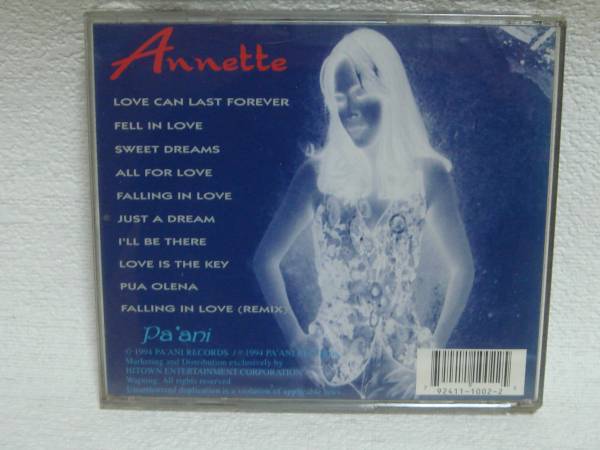 Annette
LOVE CAN LAST FOREVER
FELL IN LOVE
SWEET DREAMS
ALL FOR LOVE
FALLING IN LOVE
JUST A DREAM
I'LL BE THERE
LOVE IS THE KEY
PUA OLENA
FALLING IN LOVE (REMIX)
Pa'ani
© 1994 PA'ANI RECORDS / ℗ 1994 PA'ANI
Marketing and Distribution exclusively by
HITOWN ENTERTAINMENT CORPORATION
Warning. All rights reserved
Unauthorized duplication is a violation of applicable laws.
92411-1002-2